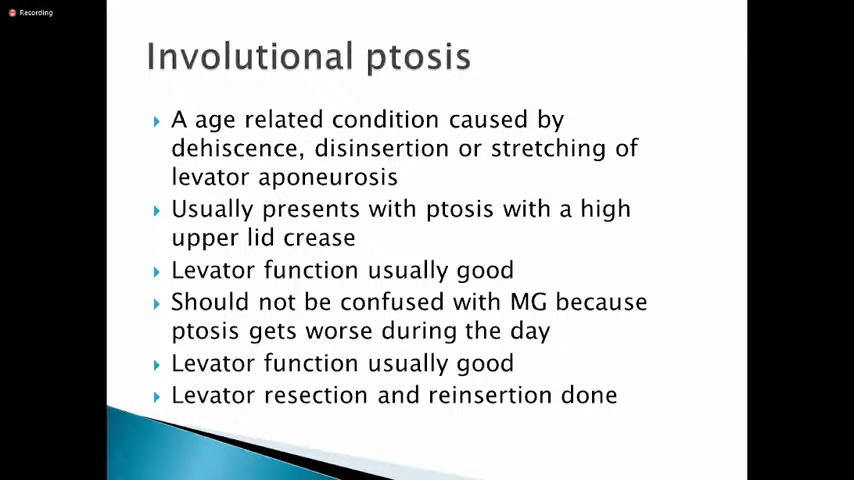 Recording
Involutional ptosis
A age related condition caused by
dehiscence, disinsertion or stretching of
levator aponeurosis
Usually presents with ptosis with a high
upper lid crease
Levator function usually good
Should not be confused with MG because
ptosis gets worse during the day
Levator function usually good
Levator resection and reinsertion done